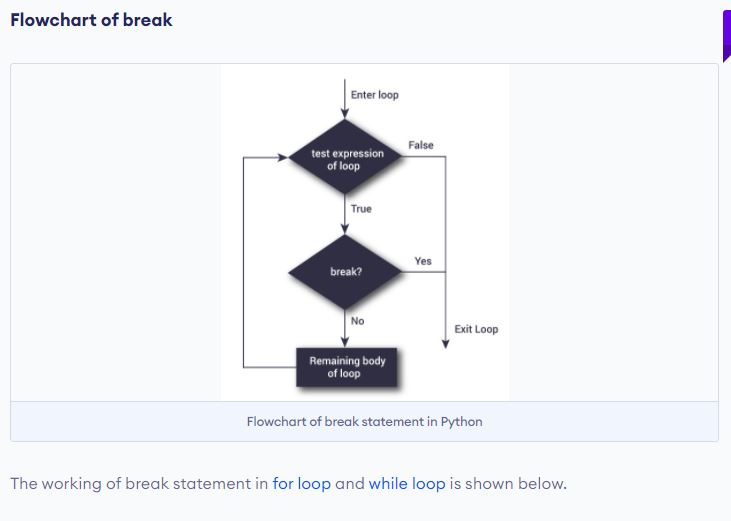 Flowchart of break
Enter loop
test expression
of loop
False
True
break?
Yes
No
Exit Loop
Remaining body
of loop
Flowchart of break statement in Python
The working of break statement in for loop and while loop is shown below.